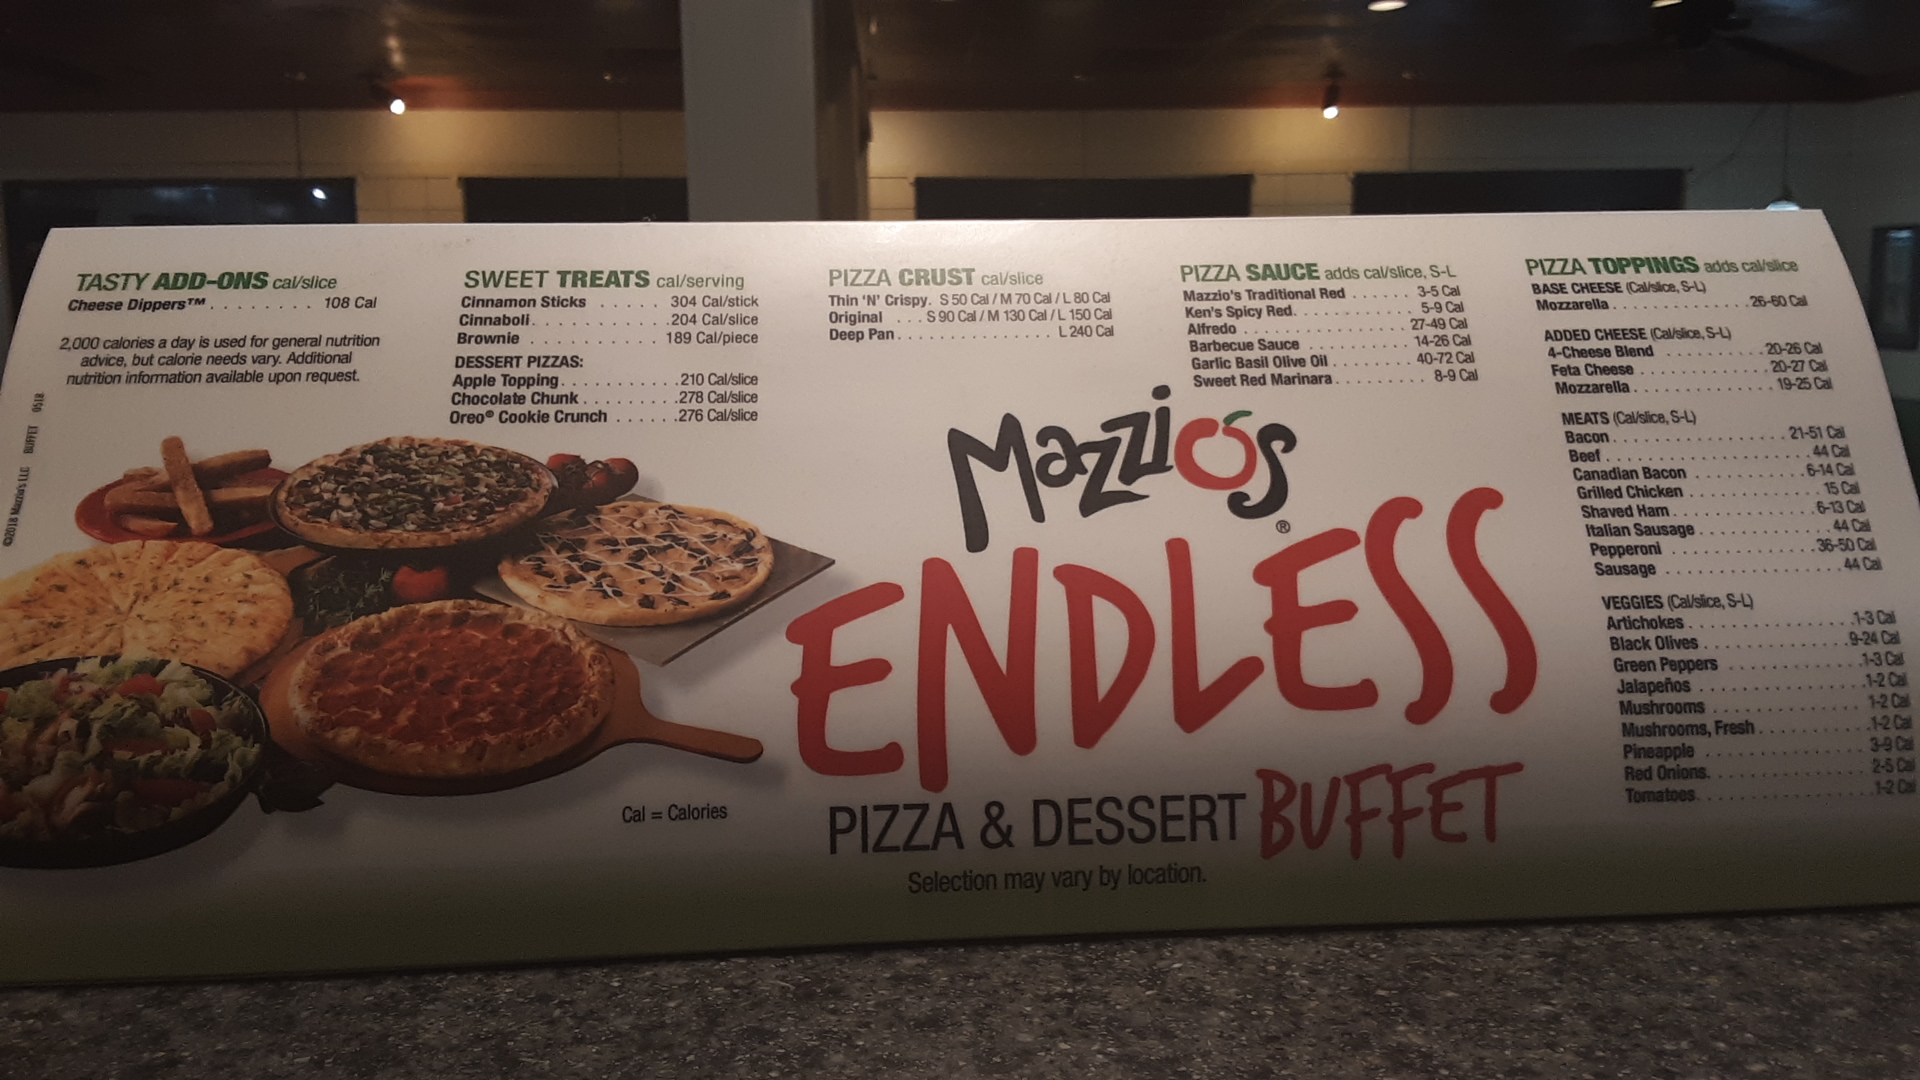 TASTY ADD-ONS cal/slice
Cheese Dippers™ . . . . . . . . 108 Cal
2,000 calories a day is used for general nutrition
advice, but calorie needs vary. Additional
nutrition information available upon request.
©2018 Mazzio's LLC BUFFET 0518
SWEET TREATS cal/serving
Cinnamon Sticks . . . . . 304 Cal/stick
Cinnaboli. . . . . . . . . . . .204 Cal/slice
Brownie . . . . . . . . . . 189 Cal/piece
DESSERT PIZZAS:
Apple Topping. . . . . . . . . . .210 Cal/slice
Chocolate Chunk . . . . . . . . .278 Cal/slice
Oreo® Cookie Crunch . . . . . .276 Cal/slice
PIZZA CRUST cal/slice
Thin 'N' Crispy. S 50 Cal / M 70 Cal / L 80 Cal
Original . . . S 90 Cal / M 130 Cal / L 150 Cal
Deep Pan. . . . . . . . . . . . . . L 240 Cal
PIZZA SAUCE adds cal/slice, S-L
Mazzio's Traditional Red . . . . . . 3-5 Cal
Ken's Spicy Red. . . . . . . . . . . 5-9 Cal
Alfredo . . . . . . . . . . . . . . . 27-49 Cal
Barbecue Sauce . . . . . . . . . . 14-26 Cal
Garlic Basil Olive Oil . . . . . . . . 40-72 Cal
Sweet Red Marinara . . . . . . . . . 8-9 Cal
PIZZA TOPPINGS adds cal/slice
BASE CHEESE (Cal/slice, S-L)
Mozzarella. . . . . . . . . . . . . . .26-60 Cal
ADDED CHEESE (Cal/slice, S-L)
4-Cheese Blend . . . . . . . . . . .20-26 Cal
Feta Cheese . . . . . . . . . . . . .20-27 Cal
Mozzarella . . . . . . . . . . . . . . 19-25 Cal
MEATS (Cal/slice, S-L)
Bacon . . . . . . . . . . . . . . . . . 21-51 Cal
Beef . . . . . . . . . . . . . . . . . . . .44 Cal
Canadian Bacon . . . . . . . . . . 6-14 Cal
Grilled Chicken . . . . . . . . . . . . 15 Cal
Shaved Ham . . . . . . . . . . . . . .6-13 Cal
Italian Sausage . . . . . . . . . . . . 44 Cal
Pepperoni . . . . . . . . . . . . . .36-50 Cal
Sausage . . . . . . . . . . . . . . . . 44 Cal
VEGGIES (Cal/slice, S-L)
Artichokes . . . . . . . . . . . . . . . .1-3 Cal
Black Olives . . . . . . . . . . . . . . 9-24 Cal
Green Peppers . . . . . . . . . . . .1-3 Cal
Jalapeños . . . . . . . . . . . . . . . .1-2 Cal
Mushrooms . . . . . . . . . . . . . . 1-2 Cal
Mushrooms, Fresh . . . . . . . . . .1-2 Cal
Pineapple . . . . . . . . . . . . . . . 3-9 Cal
Red Onions. . . . . . . . . . . . . . . 2-5 Cal
Tomatoes. . . . . . . . . . . . . . . . .1-2 Cal
Mazzio's®
ENDLESS
PIZZA & DESSERT BUFFET
Cal = Calories
Selection may vary by location.